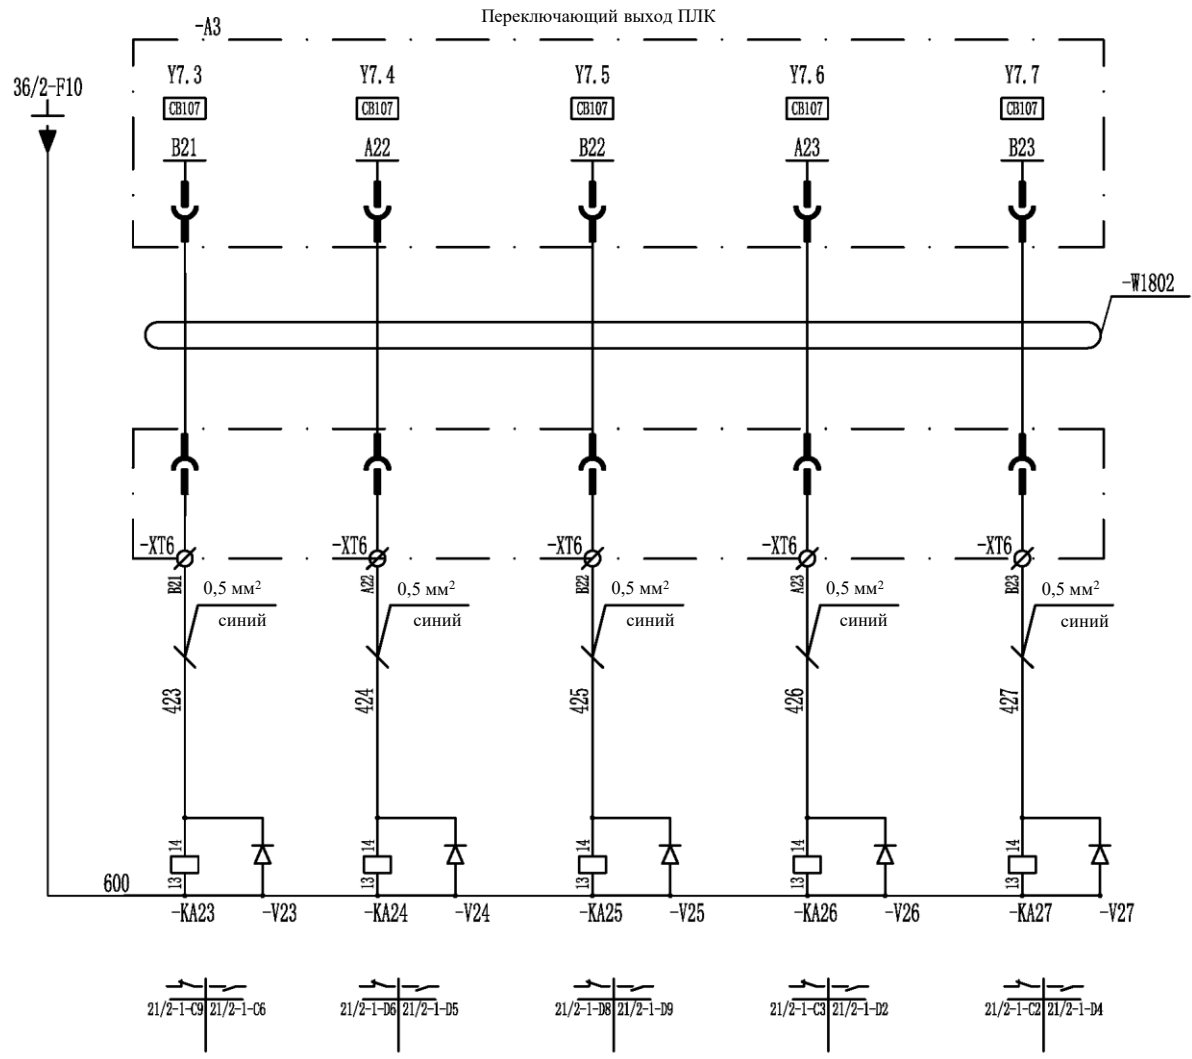 Переключающий выход ПЛК
-A3
36/2-F10
Y7.3 Y7.4 Y7.5 Y7.6 Y7.7
CB107 CB107 CB107 CB107 CB107
B21 A22 B22 A23 B23
-W1802
-XT6 -XT6 -XT6 -XT6 -XT6
B21 A22 B22 A23 B23
0,5 мм² 0,5 мм² 0,5 мм² 0,5 мм² 0,5 мм²
синий синий синий синий синий
423 424 425 426 427
14 14 14 14 14
13 13 13 13 13
600
-KA23 -V23 -KA24 -V24 -KA25 -V25 -KA26 -V26 -KA27 -V27
21/2-1-C9 21/2-1-C6 21/2-1-D6 21/2-1-D5 21/2-1-D8 21/2-1-D9 21/2-1-C3 21/2-1-D2 21/2-1-C2 21/2-1-D4